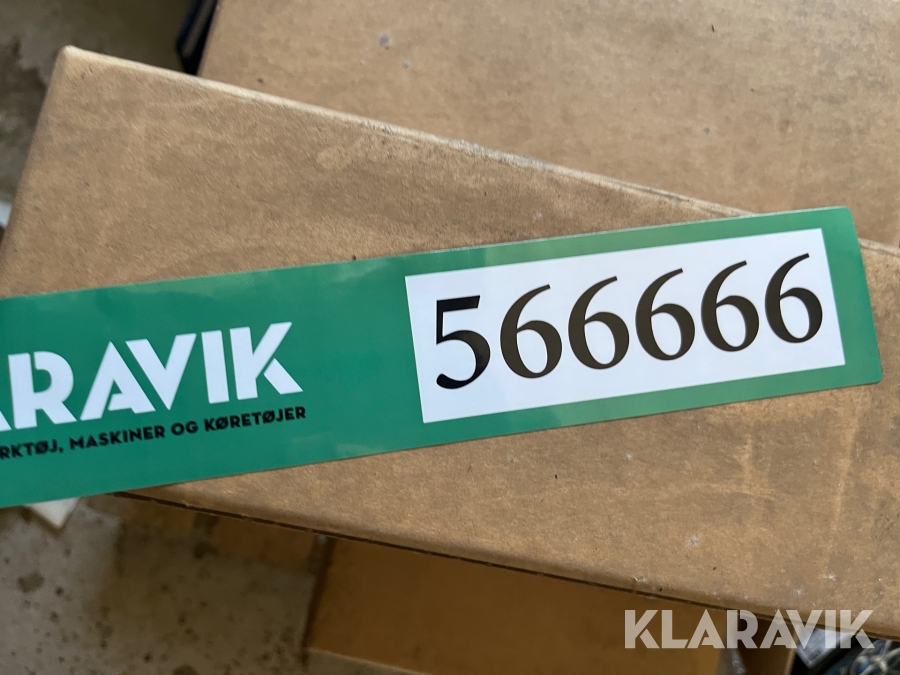 ARAVIK
RKTØJ, MASKINER OG KØRETØJER
566666
KLARAVIK